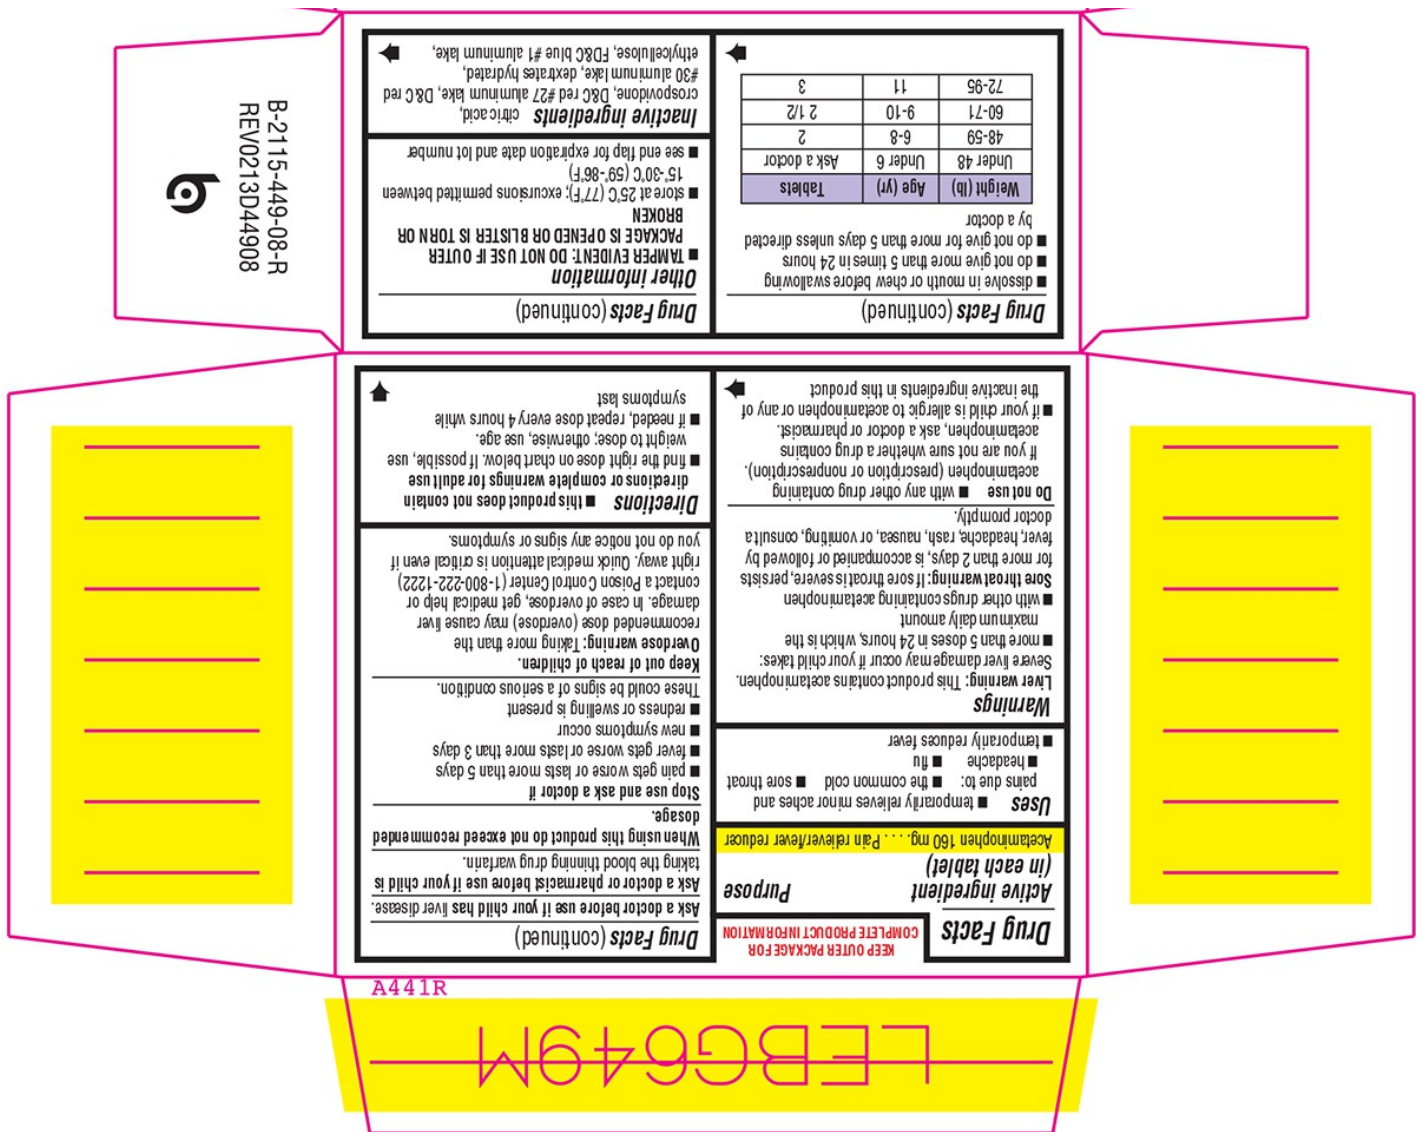 KEEP OUTER PACKAGE FOR
COMPLETE PRODUCT INFORMATION
Drug Facts
Active ingredient
(in each tablet)
Purpose
Acetaminophen 160 mg. . . . Pain reliever/fever reducer
Uses ■ temporarily relieves minor aches and
pains due to: ■ the common cold ■ sore throat
■ headache ■ flu
■ temporarily reduces fever
Warnings
Liver warning: This product contains acetaminophen.
Severe liver damage may occur if your child takes:
■ more than 5 doses in 24 hours, which is the
maximum daily amount
■ with other drugs containing acetaminophen
Sore throat warning: If sore throat is severe, persists
for more than 2 days, is accompanied or followed by
fever, headache, rash, nausea, or vomiting, consult a
doctor promptly.
Do not use ■ with any other drug containing
acetaminophen (prescription or nonprescription).
If you are not sure whether a drug contains
acetaminophen, ask a doctor or pharmacist.
■ if your child is allergic to acetaminophen or any of
the inactive ingredients in this product
Drug Facts (continued)
Ask a doctor before use if your child has liver disease.
Ask a doctor or pharmacist before use if your child is
taking the blood thinning drug warfarin.
When using this product do not exceed recommended
dosage.
Stop use and ask a doctor if
■ pain gets worse or lasts more than 5 days
■ fever gets worse or lasts more than 3 days
■ new symptoms occur
■ redness or swelling is present
These could be signs of a serious condition.
Keep out of reach of children.
Overdose warning: Taking more than the
recommended dose (overdose) may cause liver
damage. In case of overdose, get medical help or
contact a Poison Control Center (1-800-222-1222)
right away. Quick medical attention is critical even if
you do not notice any signs or symptoms.
Directions ■ this product does not contain
directions or complete warnings for adult use
■ find the right dose on chart below. If possible, use
weight to dose; otherwise, use age.
■ if needed, repeat dose every 4 hours while
symptoms last
Drug Facts (continued)
■ dissolve in mouth or chew before swallowing
■ do not give more than 5 times in 24 hours
■ do not give for more than 5 days unless directed
by a doctor
Weight (lb) Age (yr) Tablets
Under 48 Under 6 Ask a doctor
48-59 6-8 2
60-71 9-10 2 1/2
72-95 11 3
Drug Facts (continued)
Other information
■ TAMPER EVIDENT: DO NOT USE IF OUTER
PACKAGE IS OPENED OR BLISTER IS TORN OR
BROKEN
■ store at 25°C (77°F); excursions permitted between
15°-30°C (59°-86°F)
■ see end flap for expiration date and lot number
Inactive ingredients citric acid,
crospovidone, D&C red #27 aluminum lake, D&C red
#30 aluminum lake, dextrates hydrated,
ethylcellulose, FD&C blue #1 aluminum lake,
B-2115-449-08-R
REV0213D44908
A441R
LEBG649M